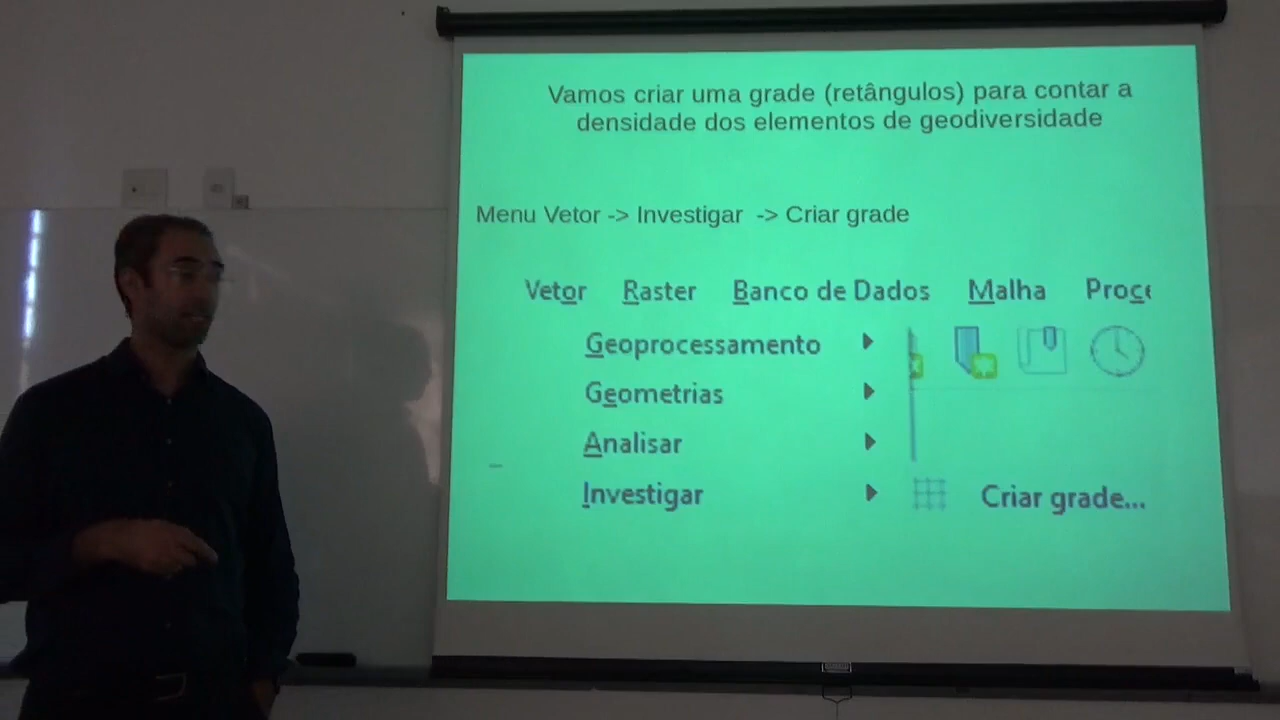 Vamos criar uma grade (retângulos) para contar a
densidade dos elementos de geodiversidade
Menu Vetor -> Investigar -> Criar grade
Vetor Raster Banco de Dados Malha Proce
Geoprocessamento
Geometrias
Analisar
Investigar Criar grade...